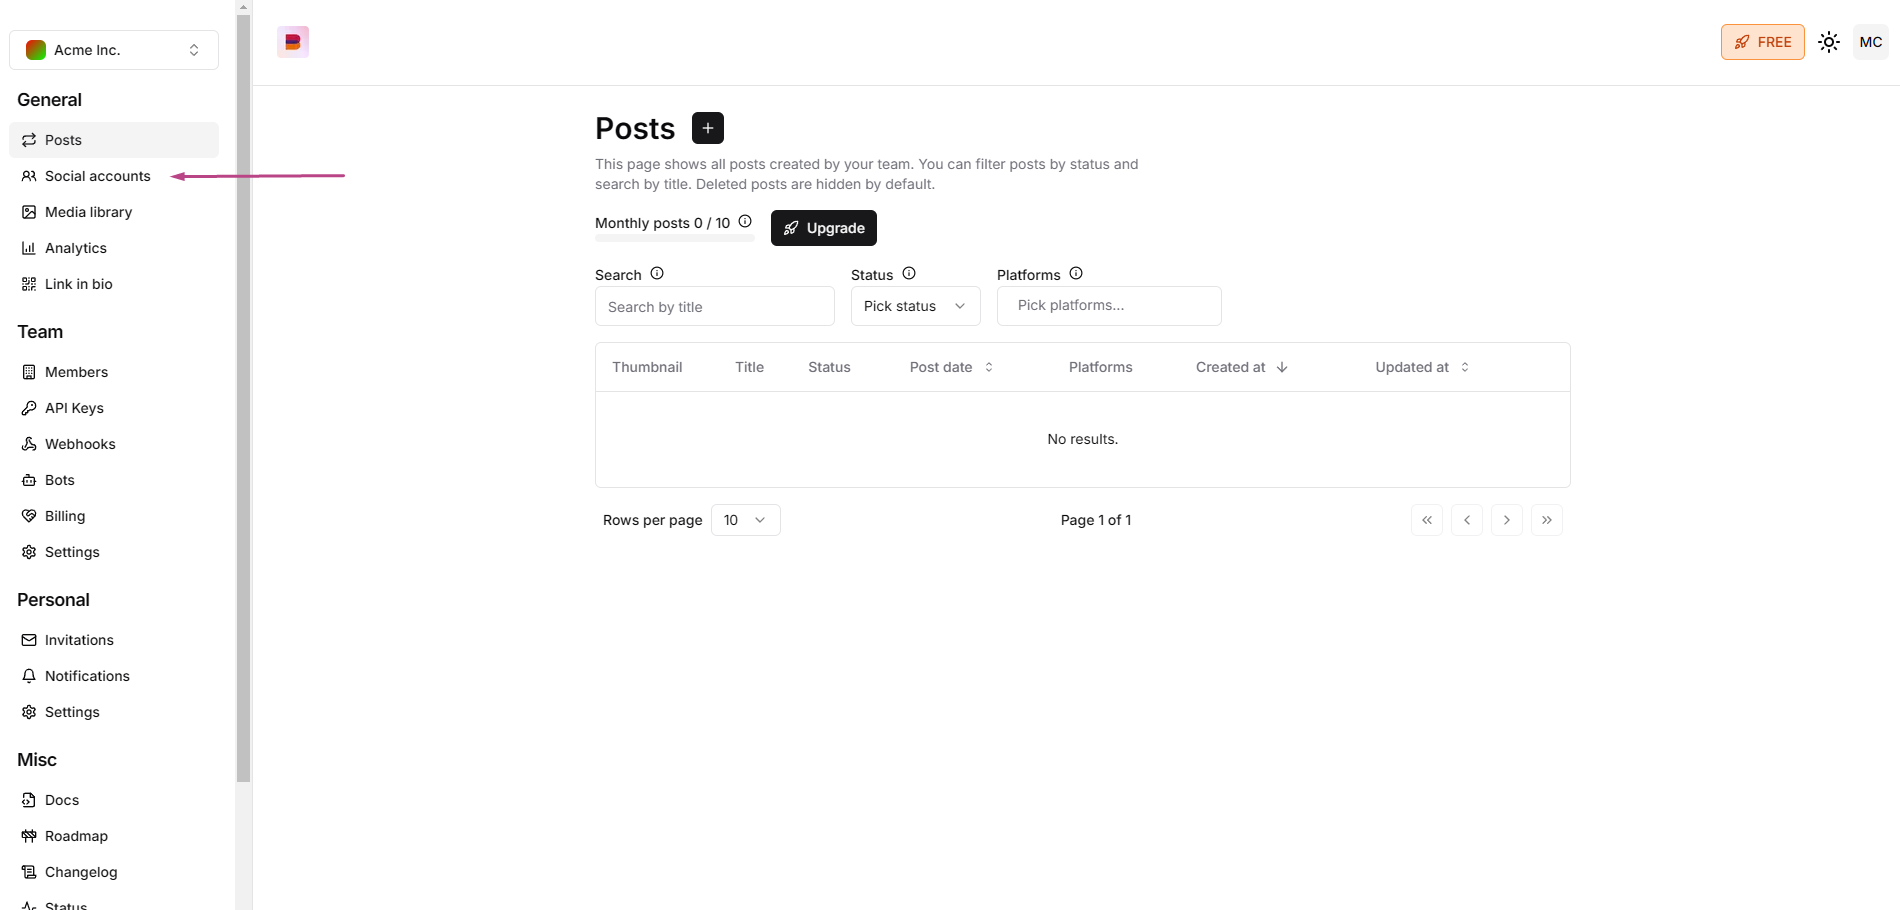 Acme Inc.
General
Posts
Social accounts
Media library
Analytics
Link in bio
Team
Members
API Keys
Webhooks
Bots
Billing
Settings
Personal
Invitations
Notifications
Settings
Misc
Docs
Roadmap
Changelog
Status
B
FREE
MC
Posts
This page shows all posts created by your team. You can filter posts by status and
search by title. Deleted posts are hidden by default.
Monthly posts 0 / 10
Upgrade
Search
Status
Platforms
Search by title
Pick status
Pick platforms...
Thumbnail Title Status Post date Platforms Created at Updated at
No results.
Rows per page 10
Page 1 of 1